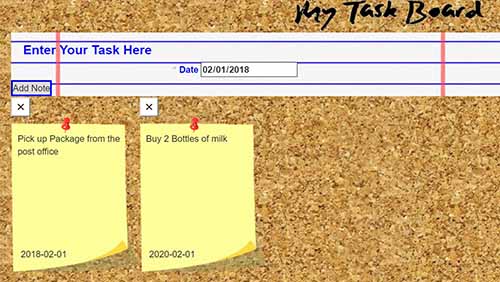 My Task Board
Enter Your Task Here
* Date 02/01/2018
Add Note
× ×
Pick up Package from the
post office
2018-02-01
Buy 2 Bottles of milk
2020-02-01